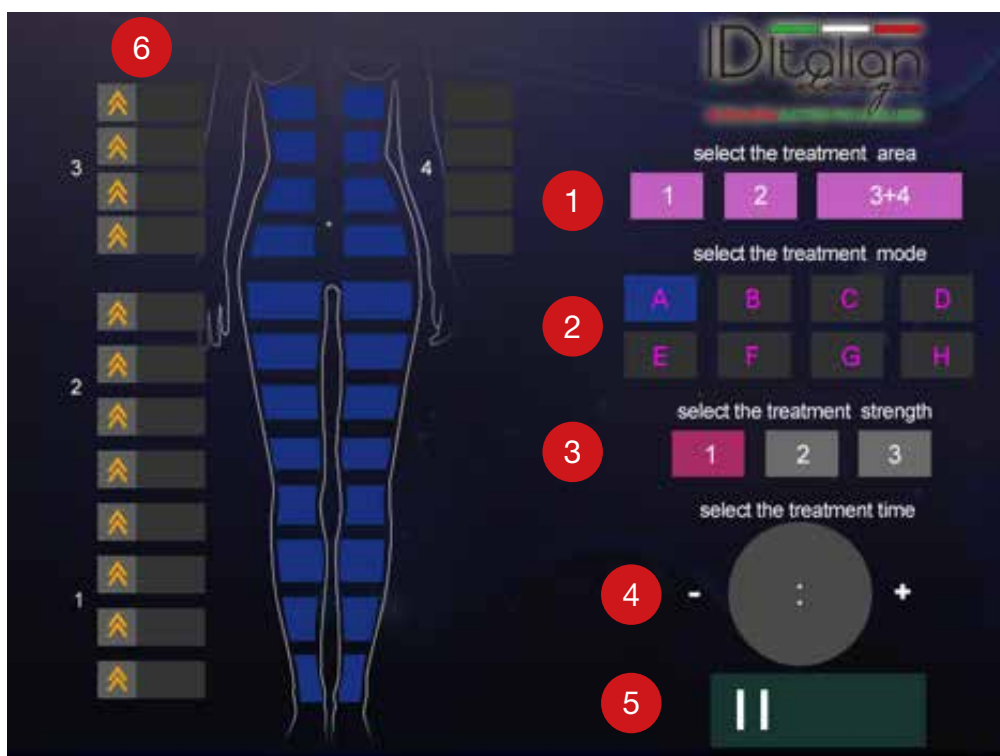 6
IDItalian
design
select the treatment area
3
4
1
1 2 3+4
select the treatment mode
2
A B C D
E F G H
2
select the treatment strength
3
1 2 3
select the treatment time
4
- : +
1
5